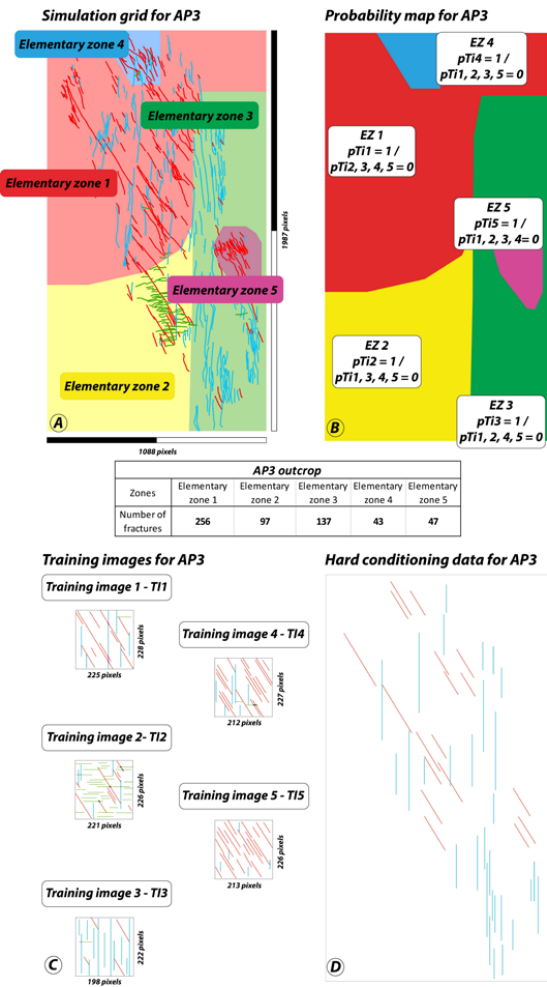 Simulation grid for AP3
Elementary zone 4
Elementary zone 3
Elementary zone 1
Elementary zone 5
Elementary zone 2
A
1987 pixels
1088 pixels
Probability map for AP3
EZ 4
pTi4 = 1 /
pTi1, 2, 3, 5 = 0
EZ 1
pTi1 = 1 /
pTi2, 3, 4, 5 = 0
EZ 5
pTi5 = 1 /
pTi1, 2, 3, 4= 0
EZ 2
pTi2 = 1 /
pTi1, 3, 4, 5 = 0
EZ 3
pTi3 = 1 /
pTi1, 2, 4, 5 = 0
B
AP3 outcrop
Zones
Elementary zone 1
Elementary zone 2
Elementary zone 3
Elementary zone 4
Elementary zone 5
Number of fractures
256
97
137
43
47
Training images for AP3
Training image 1 - TI1
228 pixels
225 pixels
Training image 4 - TI4
227 pixels
212 pixels
Training image 2- TI2
226 pixels
221 pixels
Training image 5 - TI5
226 pixels
213 pixels
Training image 3 - TI3
222 pixels
198 pixels
C
Hard conditioning data for AP3
D